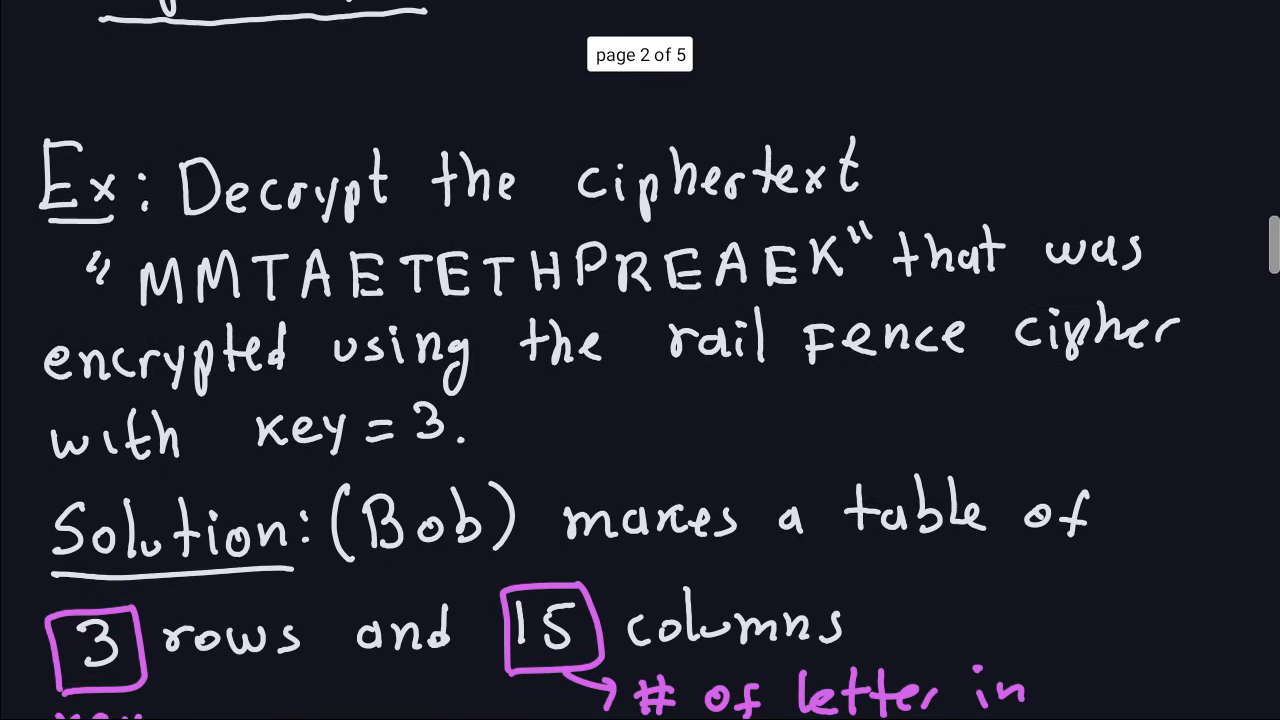 page 2 of 5
Ex: Decrypt the ciphertext
"MMTAETETHPREAEK" that was
encrypted using the rail Fence cipher
with key = 3.
Solution: (Bob) makes a table of
3 rows and 15 columns
# of letter in